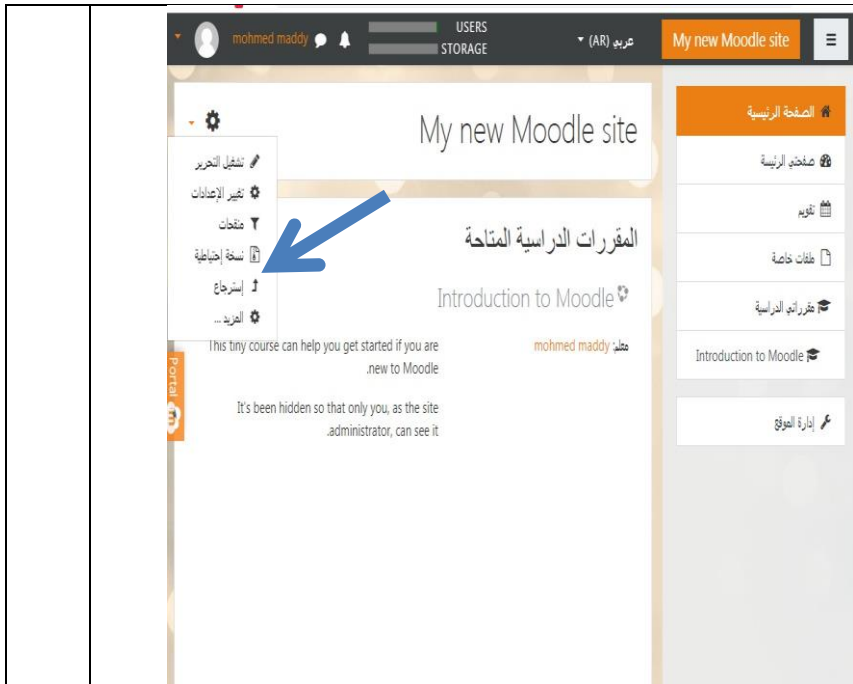 My new Moodle site
عربي (AR)
USERS
STORAGE
mohmed maddy
الصفحة الرئيسية
صفحتي الرئيسة
تقويم
ملفات خاصة
مقرراتي الدراسية
Introduction to Moodle
إدارة الموقع
My new Moodle site
تشغيل التحرير
تغيير الإعدادات
منقحات
نسخة إحتياطية
إسترجاع
المزيد...
المقررات الدراسية المتاحة
Introduction to Moodle
معلم: mohmed maddy
This tiny course can help you get started if you are
new to Moodle.
It's been hidden so that only you, as the site
administrator, can see it.
Portal